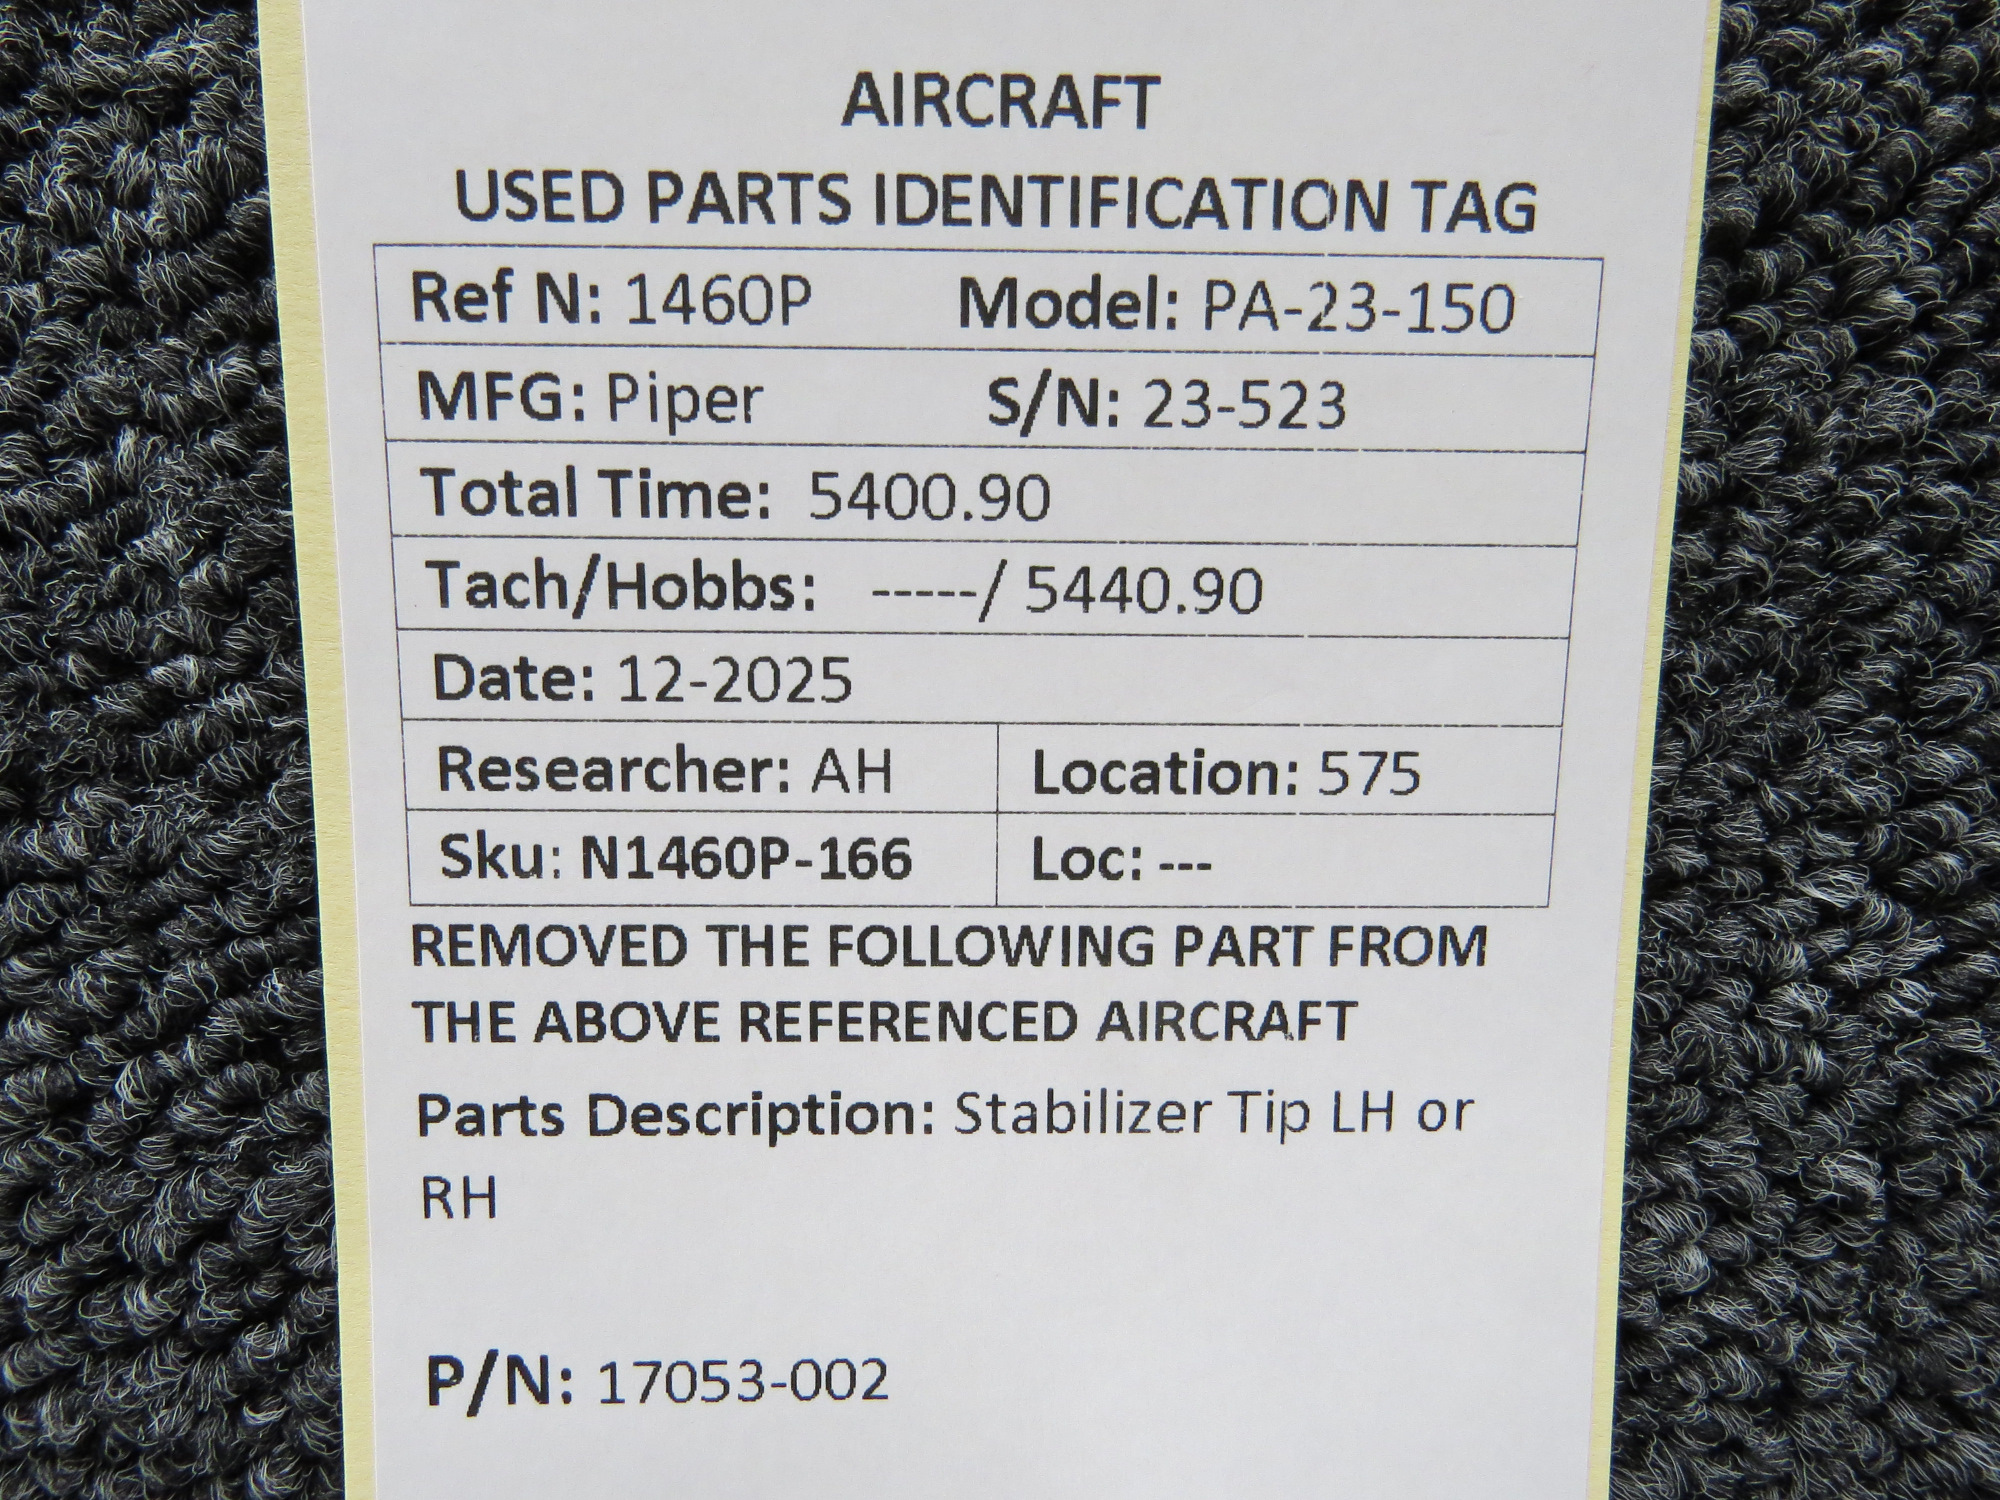 AIRCRAFT
USED PARTS IDENTIFICATION TAG
Ref N: 1460P Model: PA-23-150
MFG: Piper S/N: 23-523
Total Time: 5400.90
Tach/Hobbs: -----/ 5440.90
Date: 12-2025
Researcher: AH Location: 575
Sku: N1460P-166 Loc: ---
REMOVED THE FOLLOWING PART FROM
THE ABOVE REFERENCED AIRCRAFT
Parts Description: Stabilizer Tip LH or
RH
P/N: 17053-002